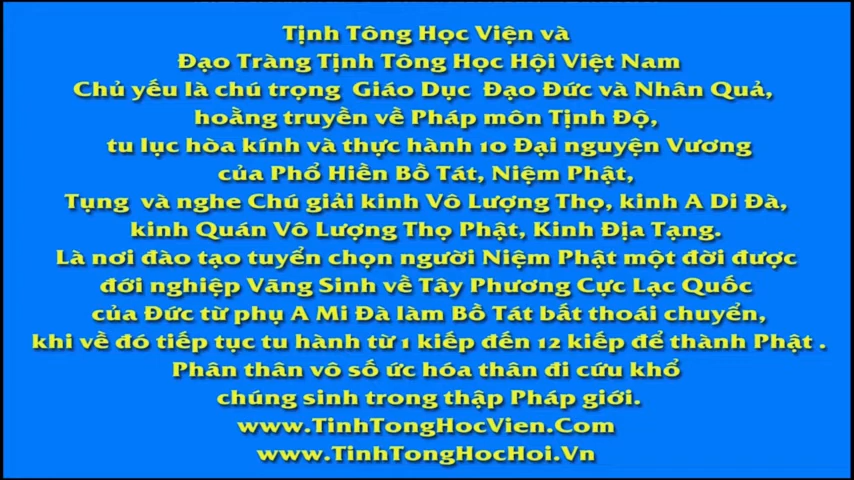 Tịnh Tông Học Viện và
Đạo Tràng Tịnh Tông Học Hội Việt Nam
Chủ yếu là chú trọng Giáo Dục Đạo Đức và Nhân Quả,
hoằng truyền về Pháp môn Tịnh Độ,
tu lục hòa kính và thực hành 10 Đại nguyện Vương
của Phổ Hiền Bồ Tát, Niệm Phật,
Tụng và nghe Chú giải kinh Vô Lượng Thọ, kinh A Di Đà,
kinh Quán Vô Lượng Thọ Phật, Kinh Địa Tạng.
Là nơi đào tạo tuyển chọn người Niệm Phật một đời được
đới nghiệp Vãng Sinh về Tây Phương Cực Lạc Quốc
của Đức từ phụ A Mi Đà làm Bồ Tát bất thoái chuyển,
khi về đó tiếp tục tu hành từ 1 kiếp đến 12 kiếp để thành Phật .
Phân thân vô số ức hóa thân đi cứu khổ
chúng sinh trong thập Pháp giới.
www.TinhTongHocVien.Com
www.TinhTongHocHoi.Vn